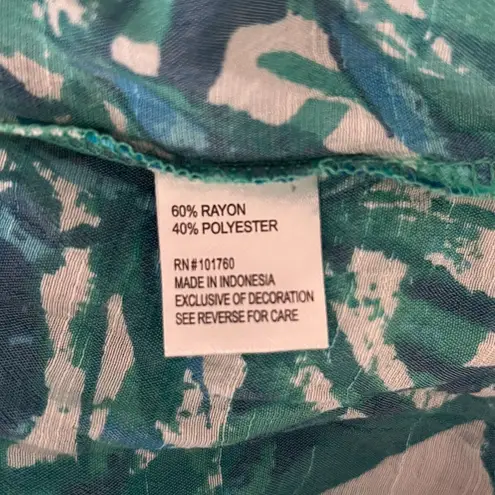 60% RAYON
40% POLYESTER
RN#101760
MADE IN INDONESIA
EXCLUSIVE OF DECORATION
SEE REVERSE FOR CARE